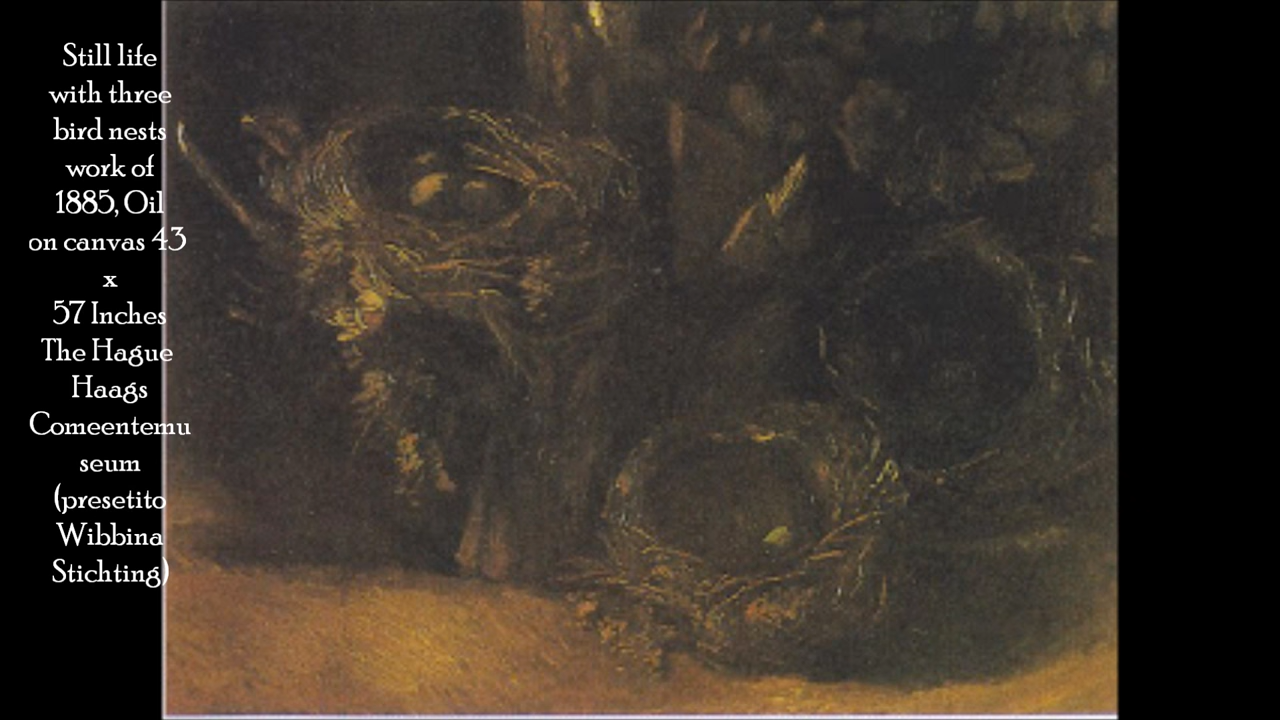 Still life
with three
bird nests
work of
1885, Oil
on canvas 43
x
57 Inches
The Hague
Haags
Comeentemu
seum
(presetito
Wibbina
Stichting)